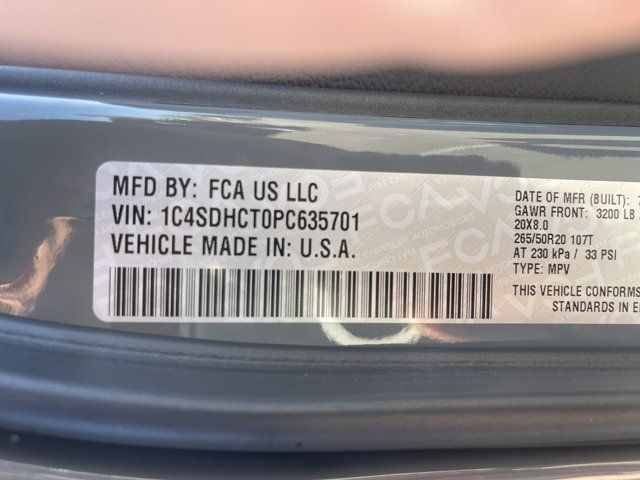 MFD BY: FCA US LLC
VIN: 1C4SDHCT0PC635701
VEHICLE MADE IN: U.S.A.
DATE OF MFR (BUILT): 7
GAWR FRONT: 3200 LB
20X8.0
265/50R20 107T
AT 230 kPa / 33 PSI
TYPE: MPV
THIS VEHICLE CONFORMS
STANDARDS IN